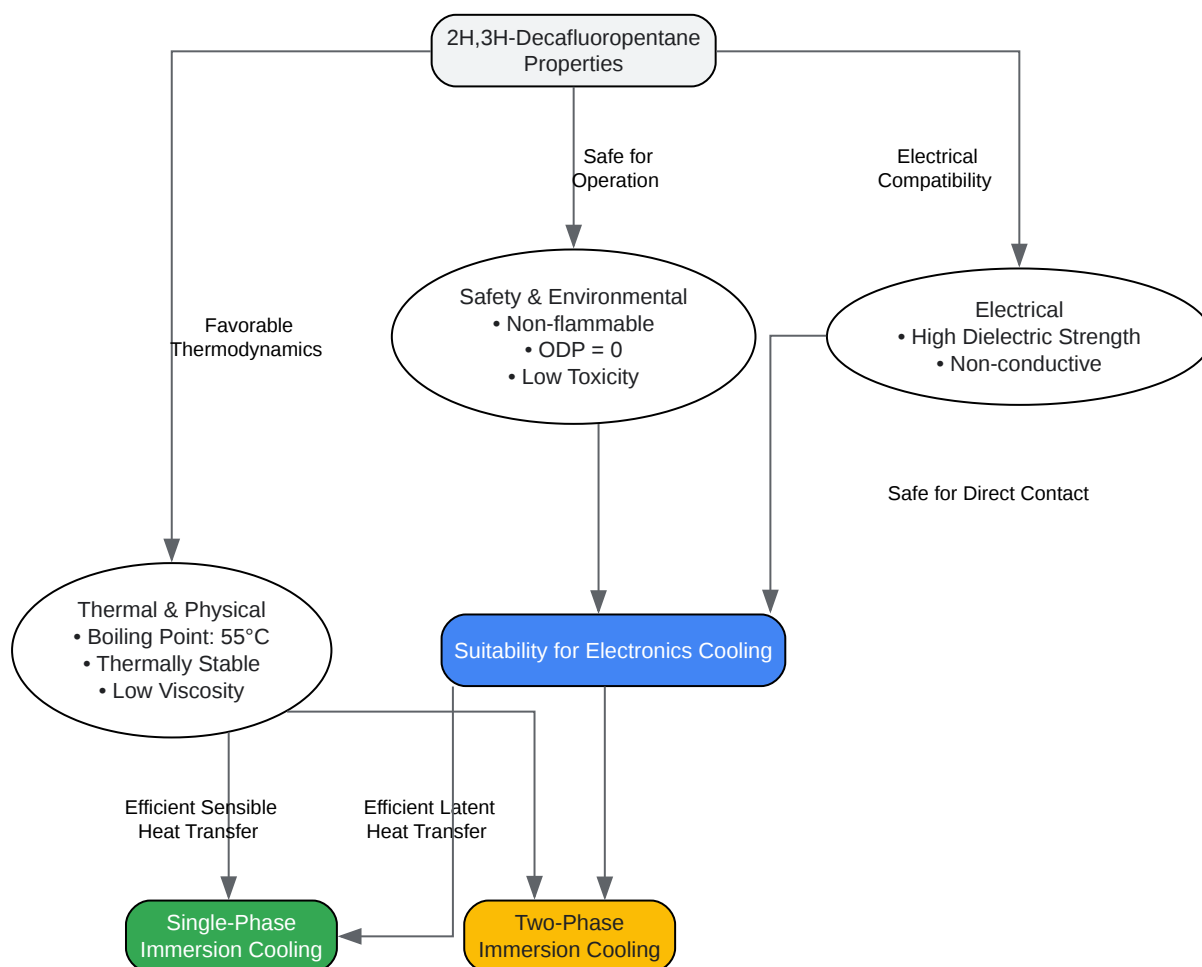 2H,3H-Decafluoropentane
Properties
Safe for
Operation
Electrical
Compatibility
Safety & Environmental
• Non-flammable
• ODP = 0
• Low Toxicity
Electrical
• High Dielectric Strength
• Non-conductive
Favorable
Thermodynamics
Safe for Direct Contact
Thermal & Physical
• Boiling Point: 55°C
• Thermally Stable
• Low Viscosity
Suitability for Electronics Cooling
Efficient Sensible
Heat Transfer
Efficient Latent
Heat Transfer
Single-Phase
Immersion Cooling
Two-Phase
Immersion Cooling